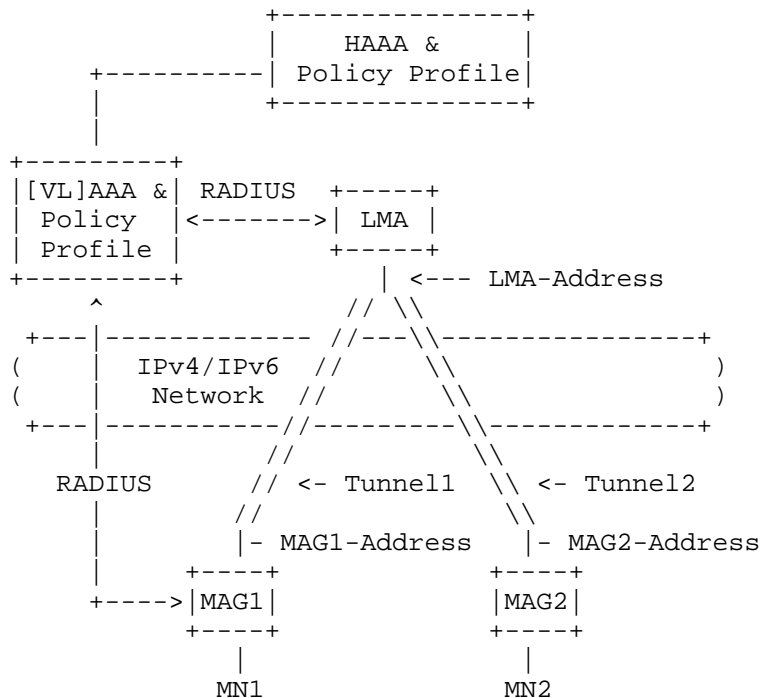 HAAA &
Policy Profile
[VL]AAA & RADIUS
Policy LMA
Profile
<--- LMA-Address
IPv4/IPv6
Network
RADIUS <- Tunnel1 <- Tunnel2
- MAG1-Address - MAG2-Address
MAG1 MAG2
MN1 MN2